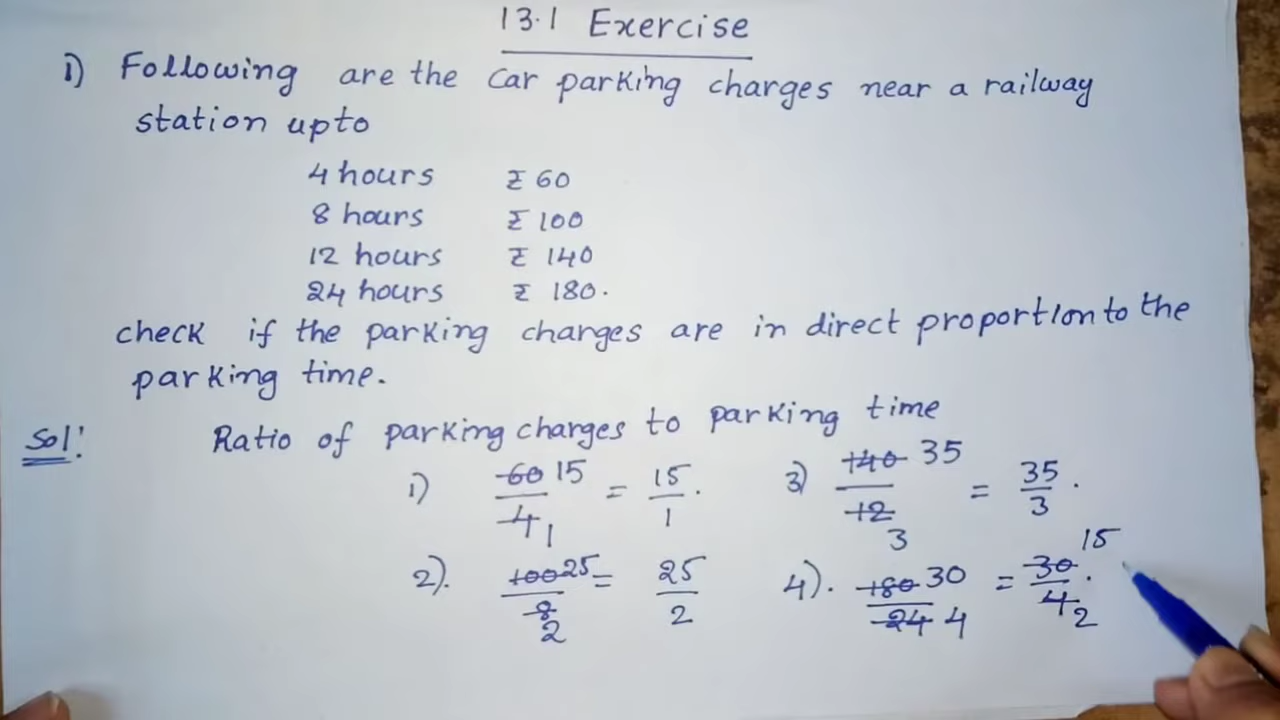 13.1 Exercise
1) Following are the car parking charges near a railway
station upto
4 hours ₹ 60
8 hours ₹ 100
12 hours ₹ 140
24 hours ₹ 180.
check if the parking charges are in direct proportion to the
parking time.
Sol: Ratio of parking charges to parking time
1) 60/4 15/1 = 15/1.
2). 100/8 25/2 = 25/2
3) 140/12 35/3 = 35/3.
4). 180/24 30/4 = 30/4. 15/2